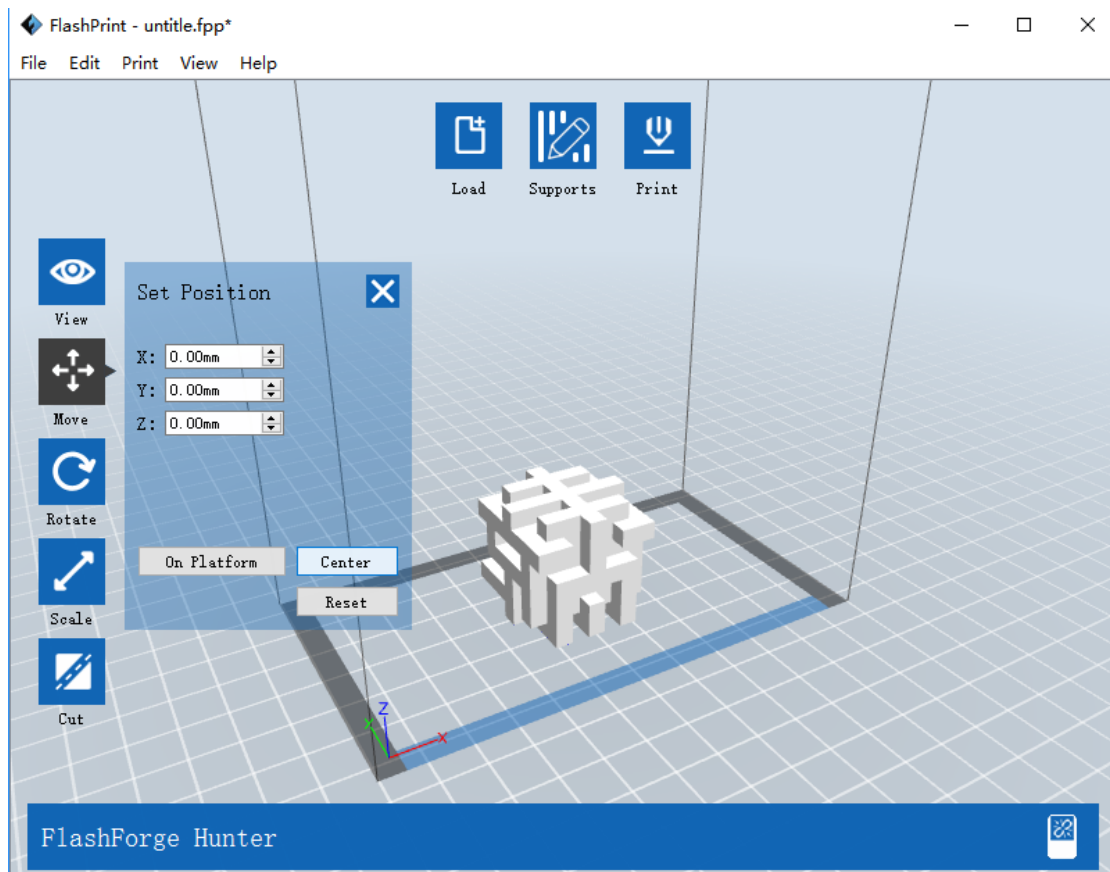 FlashPrint - untitle.fpp*
File Edit Print View Help
Load Supports Print
View
Set Position
X: 0.00mm
Y: 0.00mm
Z: 0.00mm
Move
Rotate
On Platform Center
Reset
Scale
Cut
Z
Y
X
FlashForge Hunter